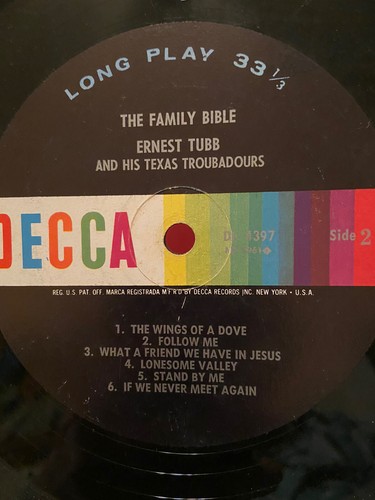 LONG PLAY 33 1/3
THE FAMILY BIBLE
ERNEST TUBB
AND HIS TEXAS TROUBADOURS
DECCA
Side 2
REG. U.S. PAT. OFF. MARCA REGISTRADA BY DECCA RECORDS INC. NEW YORK • U.S.A.
1. THE WINGS OF A DOVE
2. FOLLOW ME
3. WHAT A FRIEND WE HAVE IN JESUS
4. LONESOME VALLEY
5. STAND BY ME
6. IF WE NEVER MEET AGAIN